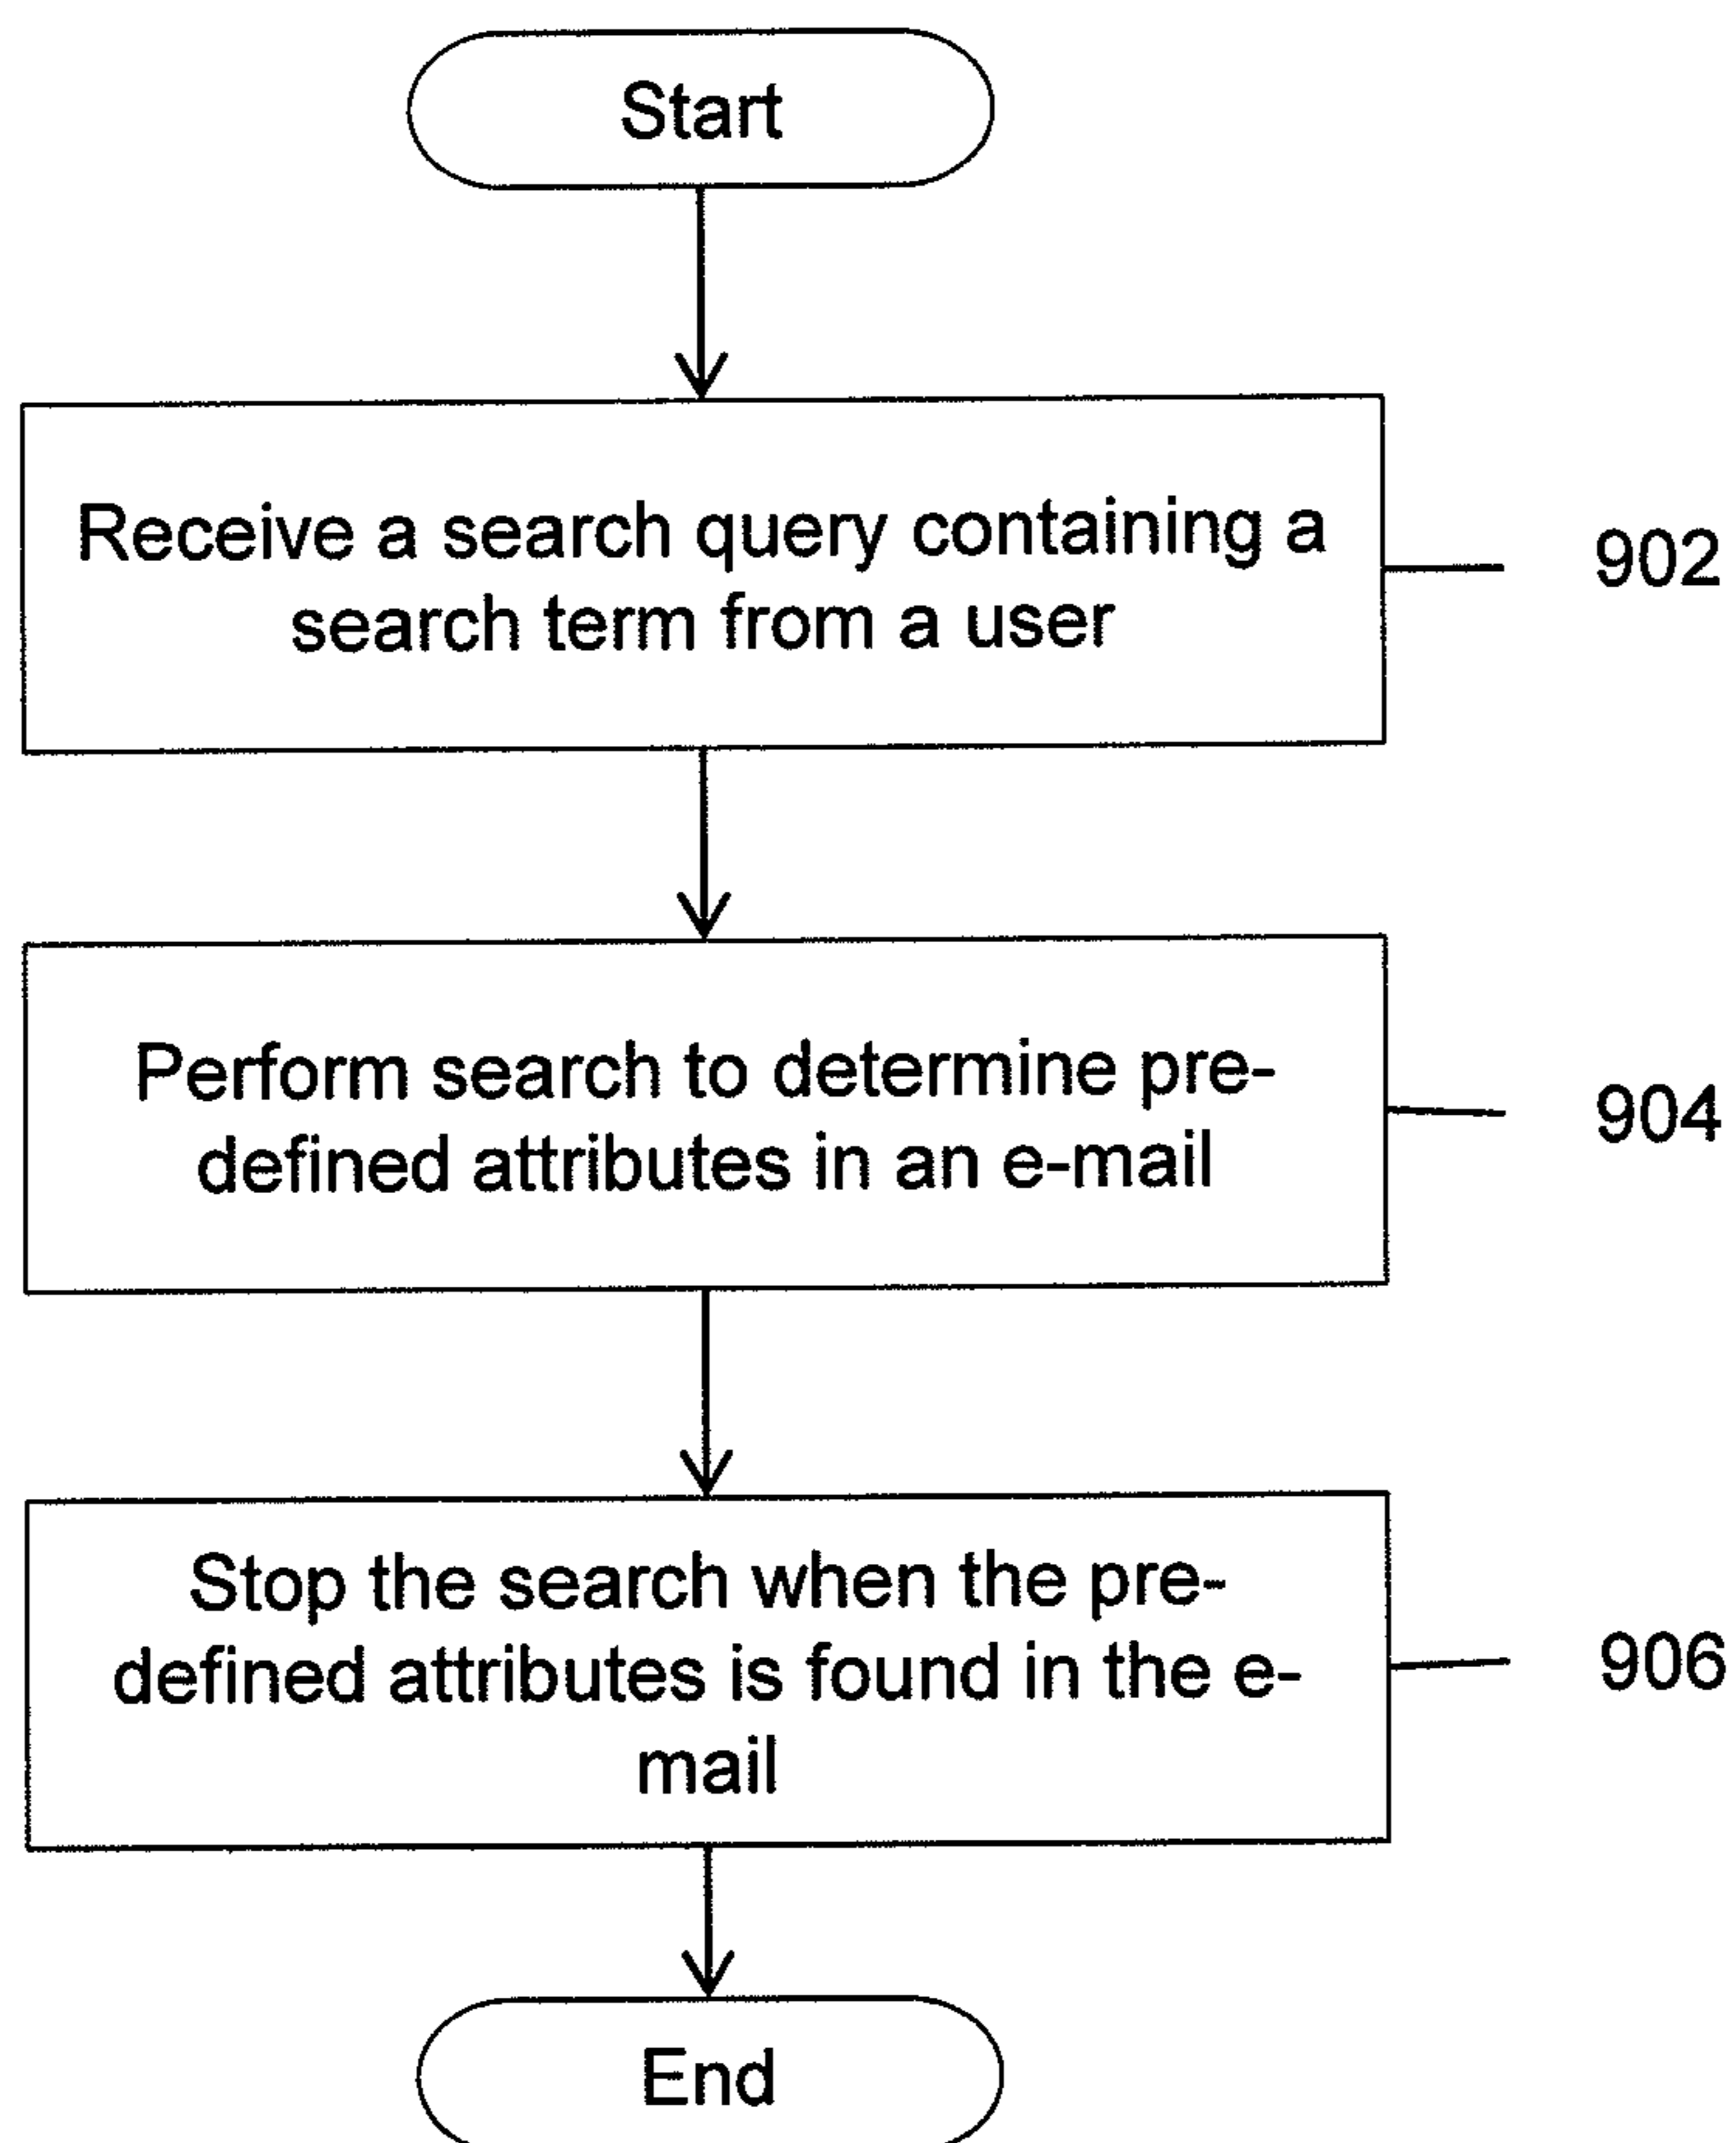 Start
Receive a search query containing a
search term from a user
902
Perform search to determine pre-
defined attributes in an e-mail
904
Stop the search when the pre-
defined attributes is found in the e-
mail
906
End